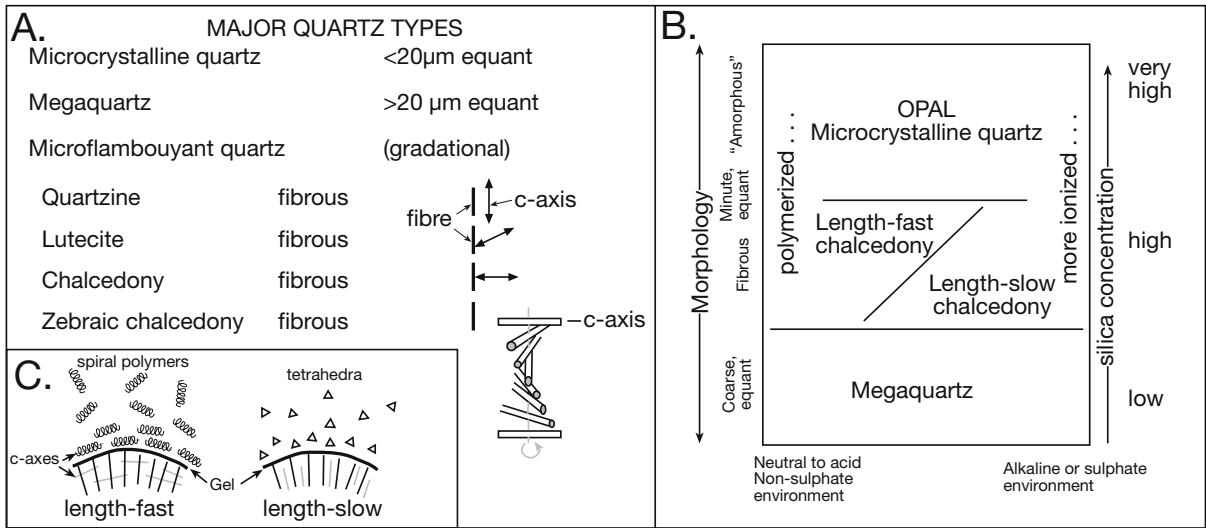 A.
MAJOR QUARTZ TYPES
Microcrystalline quartz <20µm equant
Megaquartz >20 µm equant
Microflambouyant quartz (gradational)
Quartzine fibrous
Lutecite fibrous
Chalcedony fibrous
Zebraic chalcedony fibrous
fibre
c-axis
c-axis
B.
Morphology
"Amorphous"
Minute,
equant
Fibrous
Coarse,
equant
polymerized . . .
OPAL
Microcrystalline quartz
more ionized . . .
Length-fast
chalcedony
Length-slow
chalcedony
Megaquartz
silica concentration
very
high
high
low
Neutral to acid
Non-sulphate
environment
Alkaline or sulphate
environment
C.
spiral polymers
tetrahedra
c-axes
Gel
length-fast
length-slow